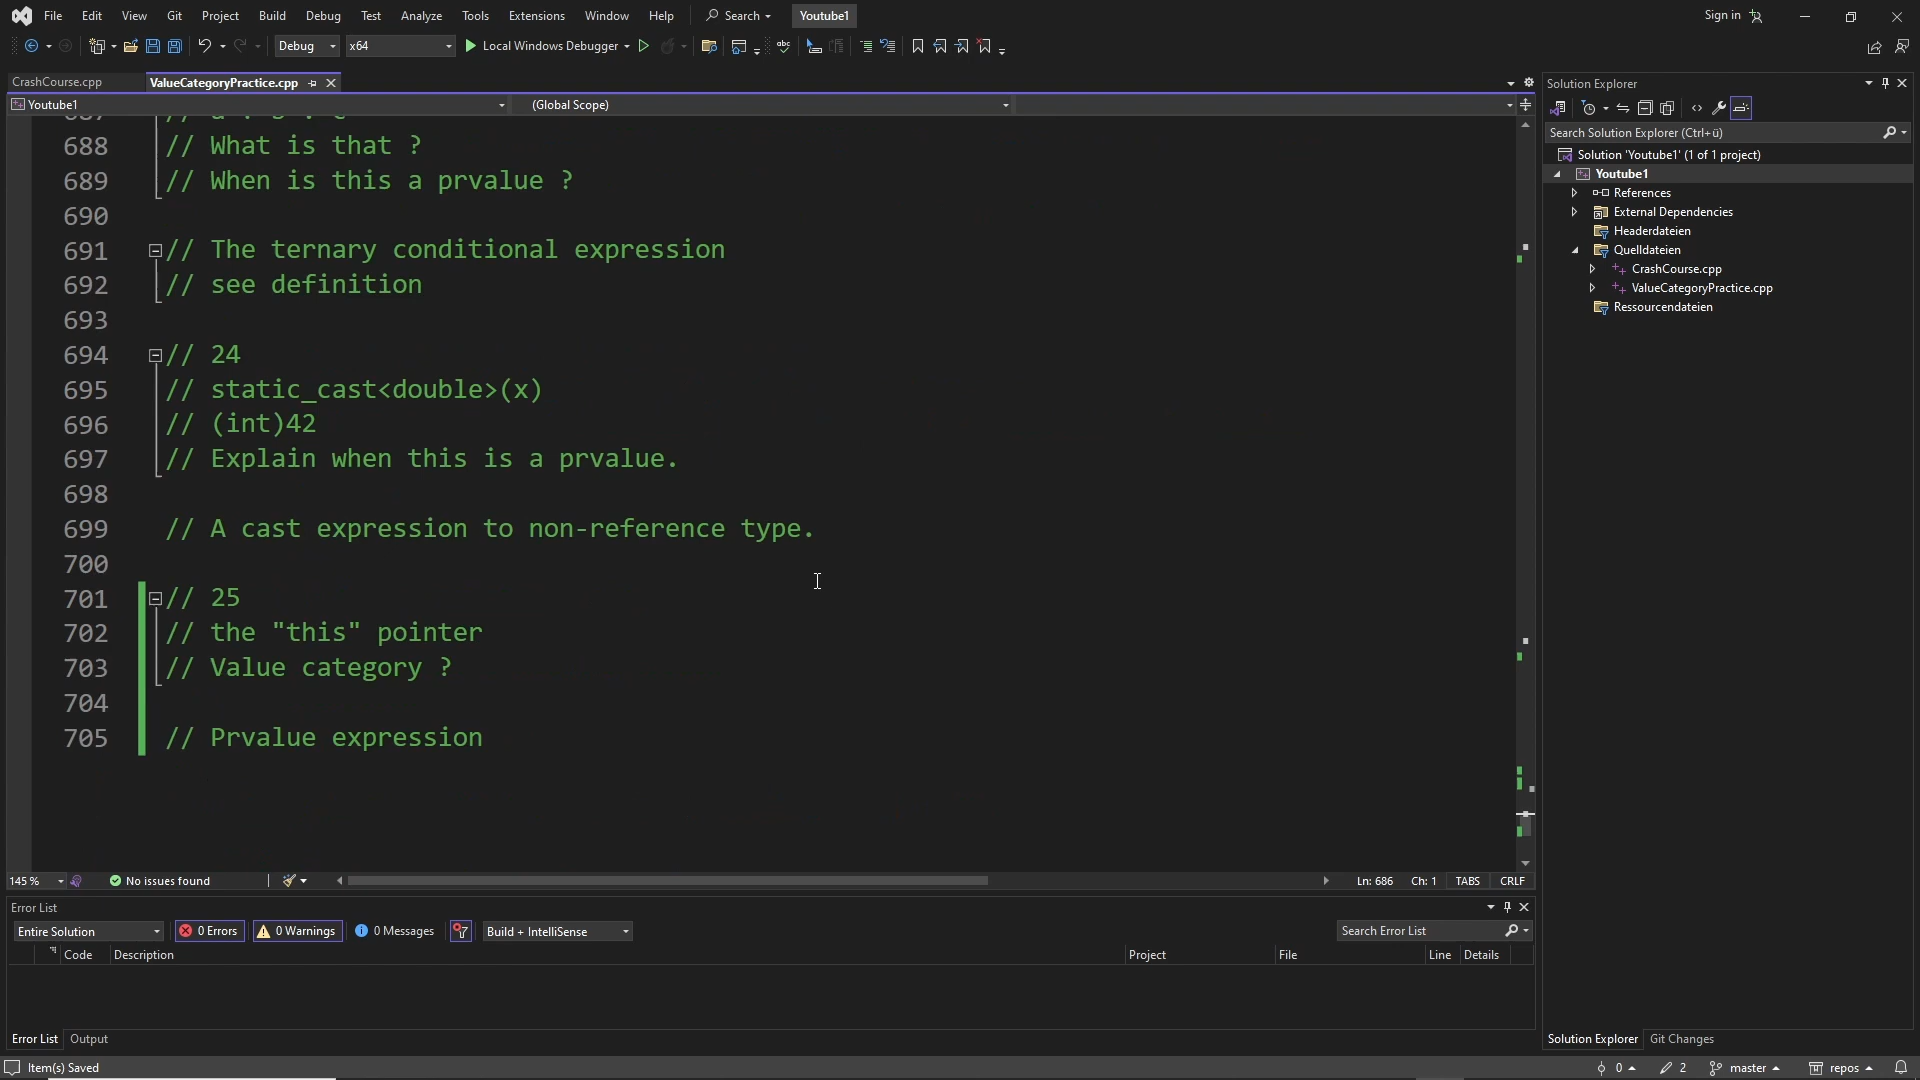 File Edit View Git Project Build Debug Test Analyze Tools Extensions Window Help Search Youtube1 Sign in
Debug x64 Local Windows Debugger
CrashCourse.cpp ValueCategoryPractice.cpp
Youtube1 (Global Scope)
688 // What is that ?
689 // When is this a prvalue ?
690
691 // The ternary conditional expression
692 // see definition
693
694 // 24
695 // static_cast<double>(x)
696 // (int)42
697 // Explain when this is a prvalue.
698
699 // A cast expression to non-reference type.
700
701 // 25
702 // the "this" pointer
703 // Value category ?
704
705 // Prvalue expression
145 % No issues found Ln: 686 Ch: 1 TABS CRLF
Error List
Entire Solution 0 Errors 0 Warnings 0 Messages Build + IntelliSense Search Error List
Code Description Project File Line Details
Error List Output
Solution Explorer
Search Solution Explorer (Ctrl+ü)
Solution 'Youtube1' (1 of 1 project)
Youtube1
References
External Dependencies
Headerdateien
Quelldateien
CrashCourse.cpp
ValueCategoryPractice.cpp
Ressourcendateien
Solution Explorer Git Changes
Item(s) Saved 0 2 master repos